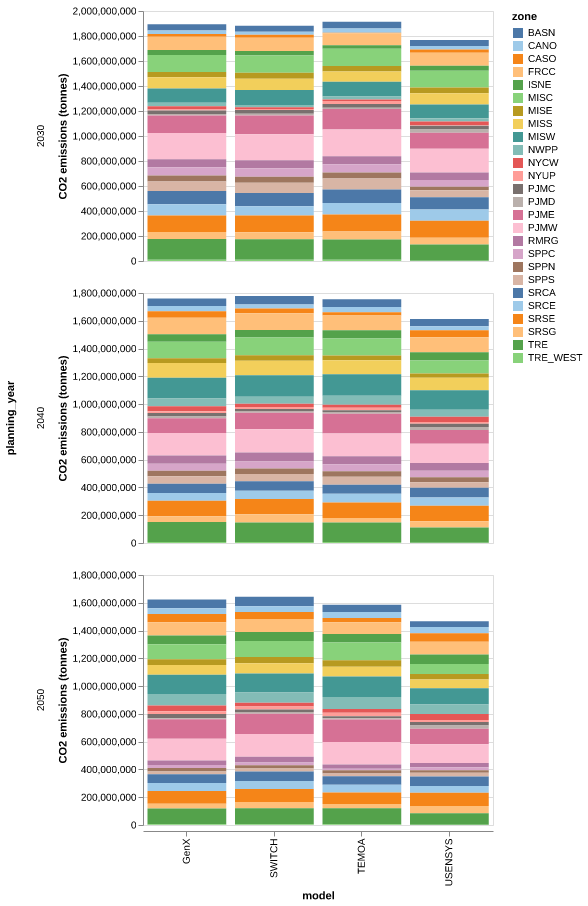 planning_year
2030
CO2 emissions (tonnes)
2,000,000,000
1,800,000,000
1,600,000,000
1,400,000,000
1,200,000,000
1,000,000,000
800,000,000
600,000,000
400,000,000
200,000,000
0
2040
CO2 emissions (tonnes)
1,800,000,000
1,600,000,000
1,400,000,000
1,200,000,000
1,000,000,000
800,000,000
600,000,000
400,000,000
200,000,000
0
2050
CO2 emissions (tonnes)
1,800,000,000
1,600,000,000
1,400,000,000
1,200,000,000
1,000,000,000
800,000,000
600,000,000
400,000,000
200,000,000
0
GenX
SWITCH
TEMOA
USENSYS
model
zone
BASN
CANO
CASO
FRCC
ISNE
MISC
MISE
MISS
MISW
NWPP
NYCW
NYUP
PJMC
PJMD
PJME
PJMW
RMRG
SPPC
SPPN
SPPS
SRCA
SRCE
SRSE
SRSG
TRE
TRE_WEST